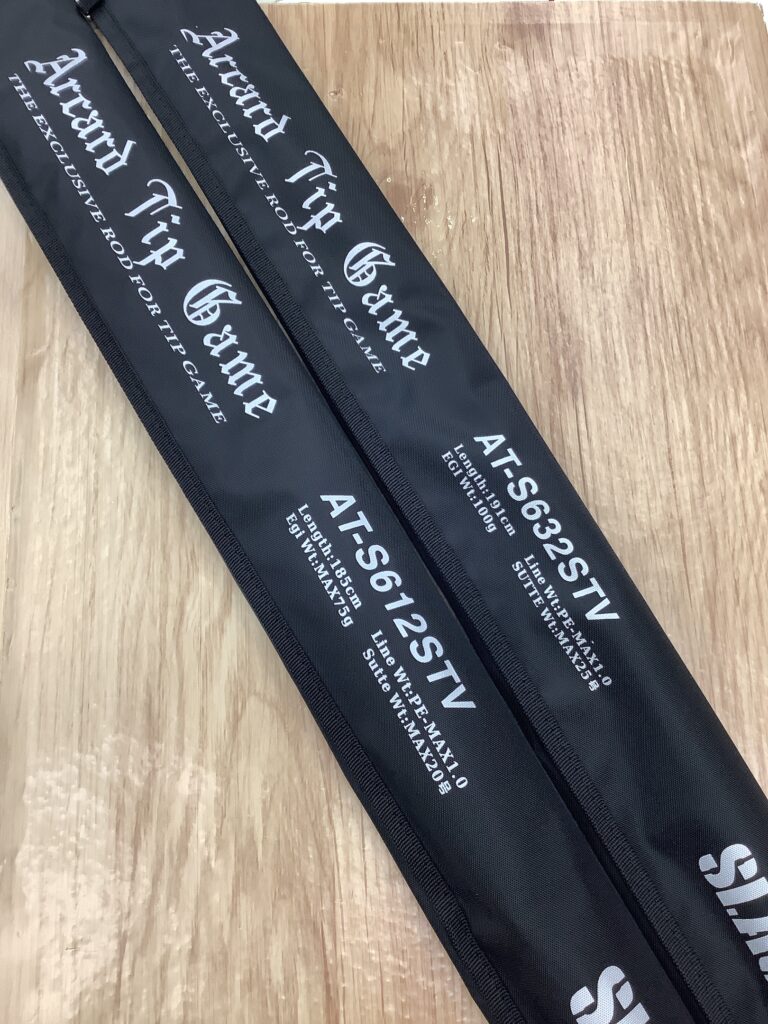 Arcard Tip Game
THE EXCLUSIVE ROD FOR TIP GAME
AT-S612STV
Length:185cm Line Wt:PE-MAX1.0
Egi Wt:MAX75g Sutte Wt:MAX20号
Arcard Tip Game
THE EXCLUSIVE ROD FOR TIP GAME
AT-S632STV
Length:191cm Line Wt:PE-MAX1.0
EGI Wt:100g SUTTE Wt:MAX25号